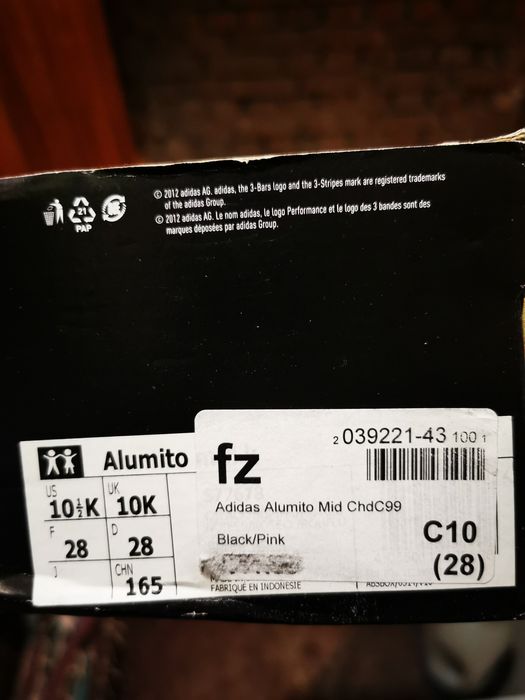 © 2012 adidas AG. adidas, the 3-Bars logo and the 3-Stripes mark are registered trademarks
of the adidas Group.
© 2012 adidas AG. Le nom adidas, le logo Performance et le logo des 3 bandes sont des
marques déposées par adidas Group.
21
PAP
Alumito
US 10½K
UK 10K
F 28
D 28
J
CHN 165
fz
2 039221-43 100 1
Adidas Alumito Mid ChdC99
Black/Pink
C10
(28)
FABRIQUÉ EN INDONESIE